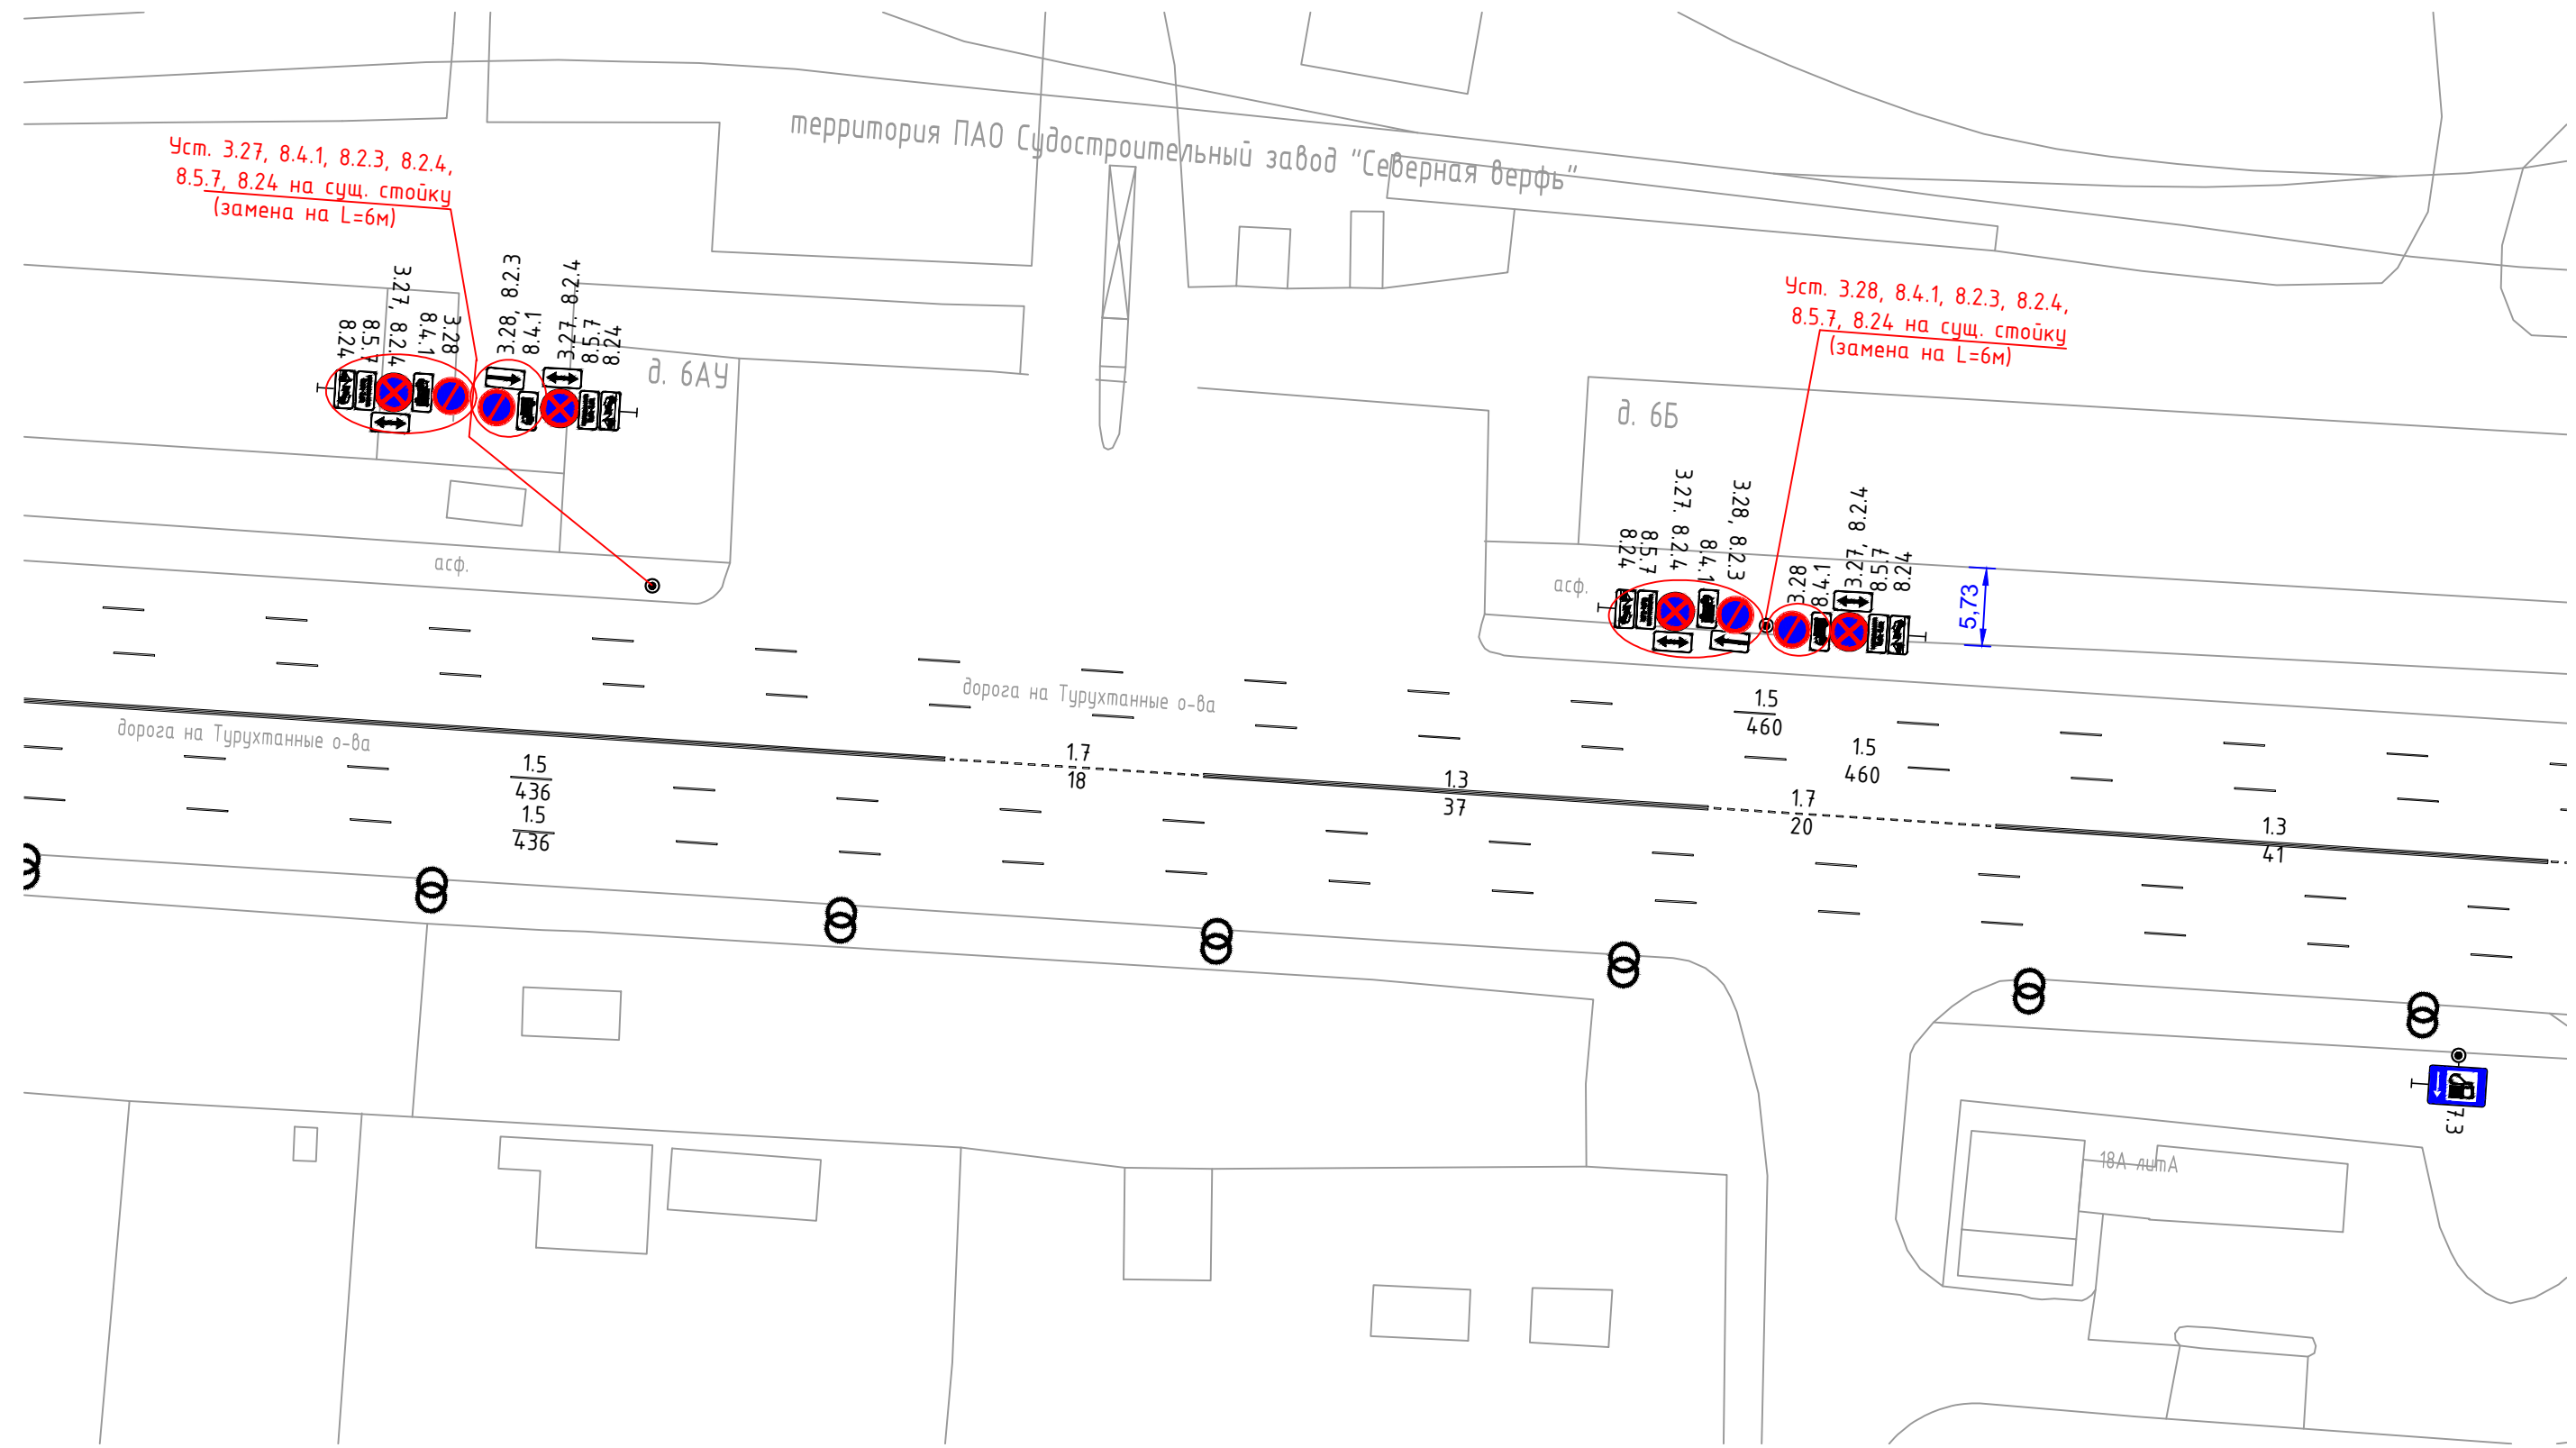 территория ПАО Судостроительный завод "Северная верфь"
Уст. 3.27, 8.4.1, 8.2.3, 8.2.4,
8.5.7, 8.24 на сущ. стойку
(замена на L=6м)
8.24
8.5.7
3.27, 8.2.4
8.4.1
3.28
3.28, 8.2.3
8.4.1
3.27, 8.2.4
8.5.7
8.24
д. 6АУ
Уст. 3.28, 8.4.1, 8.2.3, 8.2.4,
8.5.7, 8.24 на сущ. стойку
(замена на L=6м)
д. 6Б
8.24
8.5.7
3.27. 8.2.4
8.4.1
3.28, 8.2.3
3.28
8.4.1
3.27, 8.2.4
8.5.7
8.24
5,73
асф.
асф.
дорога на Турухтанные о-ва
дорога на Турухтанные о-ва
1.5
460
1.5
460
1.5
436
1.5
436
1.7
18
1.3
37
1.7
20
1.3
41
7.3
18А литА